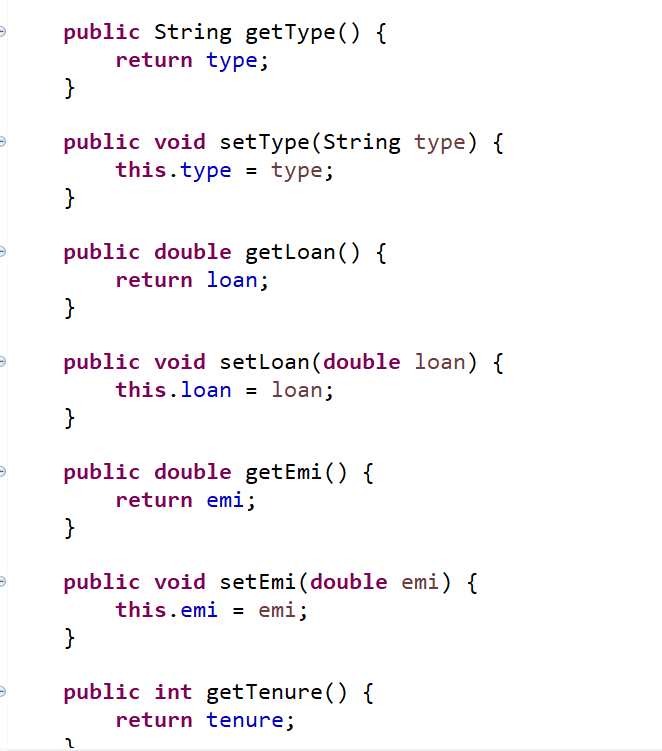 public String getType() {
return type;
}
public void setType(String type) {
this.type = type;
}
public double getLoan() {
return loan;
}
public void setLoan(double loan) {
this.loan = loan;
}
public double getEmi() {
return emi;
}
public void setEmi(double emi) {
this.emi = emi;
}
public int getTenure() {
return tenure;
}